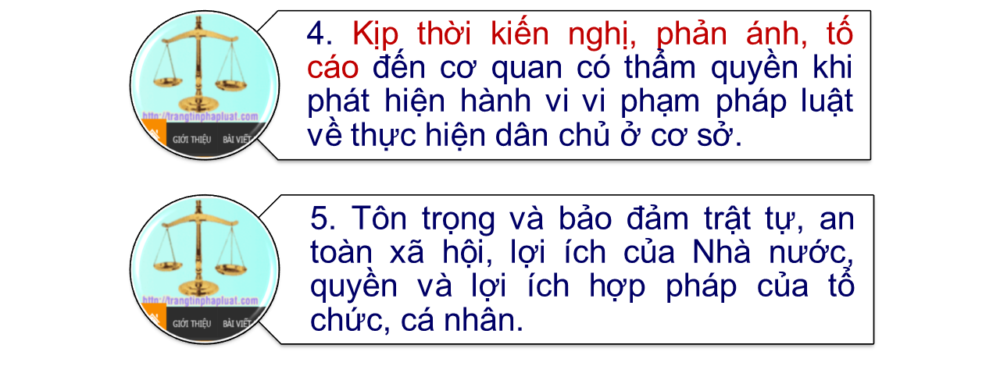 4. Kịp thời kiến nghị, phản ánh, tố
cáo đến cơ quan có thẩm quyền khi
phát hiện hành vi vi phạm pháp luật
về thực hiện dân chủ ở cơ sở.
http://trangtinphapluat.com
GIỚI THIỆU BÀI VIẾT
5. Tôn trọng và bảo đảm trật tự, an
toàn xã hội, lợi ích của Nhà nước,
quyền và lợi ích hợp pháp của tổ
chức, cá nhân.
http://trangtinphapluat.com
GIỚI THIỆU BÀI VIẾT